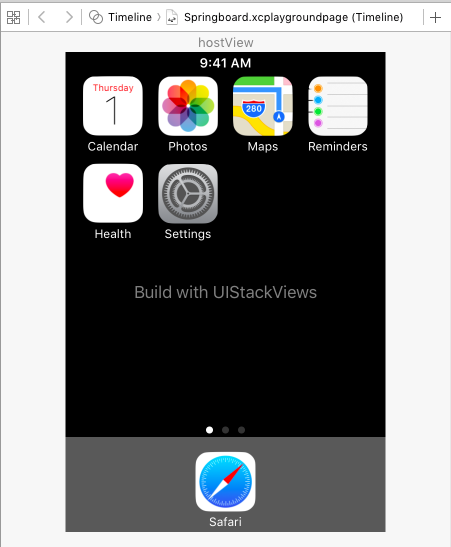 Timeline
Springboard.xcplaygroundpage (Timeline)
hostView
9:41 AM
Thursday
1
280
Calendar
Photos
Maps
Reminders
Health
Settings
Build with UIStackViews
Safari